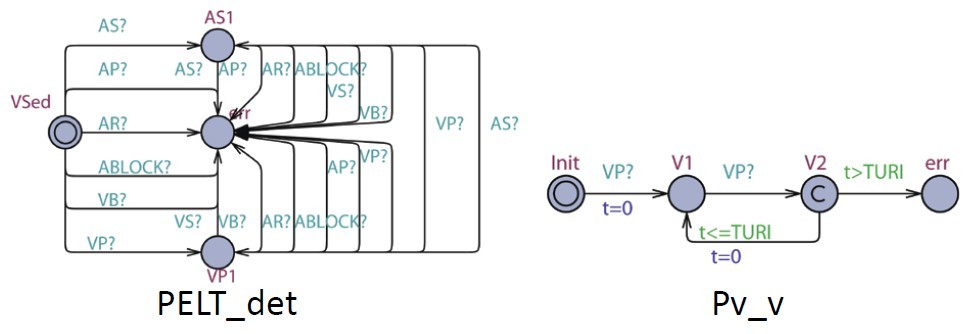 AS?
AS1
AP?
AS?
AP?
AR?
ABLOCK?
VS?
VB?
VSed
err
AR?
VP?
AS?
ABLOCK?
AP?
VP?
VB?
VS?
VB?
AR?
ABLOCK?
VP?
VP1
PELT_det
Init
VP?
t=0
V1
VP?
V2
C
t>TURI
err
t<=TURI
t=0
Pv_v